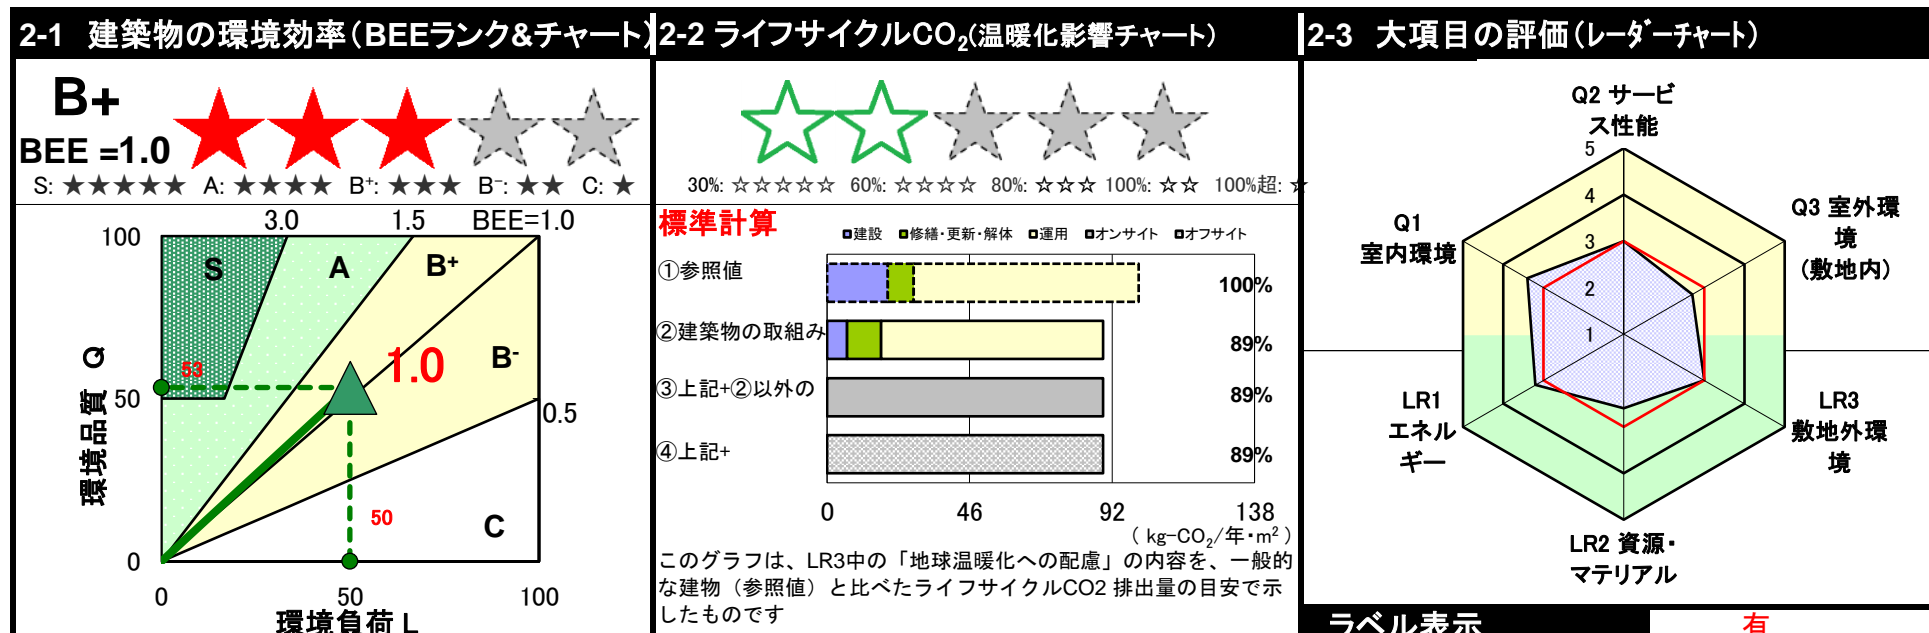 2-1 建築物の環境効率(BEEランク&チャート)
B+
BEE =1.0
S: ★★★★★ A: ★★★★ B⁺: ★★★ B⁻: ★★ C: ★
3.0 1.5 BEE=1.0
100
S A B⁺
環境品質 Q
53
1.0
B⁻
50
0.5
50
C
0
0 50 100
環境負荷 L
2-2 ライフサイクルCO₂(温暖化影響チャート)
30%: ☆☆☆☆☆ 60%: ☆☆☆☆ 80%: ☆☆☆ 100%: ☆☆ 100%超: ☆
標準計算
建設 修繕・更新・解体 運用 オンサイト オフサイト
①参照値 100%
②建築物の取組み 89%
③上記+②以外の 89%
④上記+ 89%
0 46 92 138
( kg-CO₂/年・m² )
このグラフは、LR3中の「地球温暖化への配慮」の内容を、一般的
な建物(参照値)と比べたライフサイクルCO2 排出量の目安で示
したものです
2-3 大項目の評価(レーダーチャート)
Q2 サービ
ス性能
5
4
3
2
1
Q1
室内環境
Q3 室外環
境
(敷地内)
LR1
エネル
ギー
LR3
敷地外環
境
LR2 資源・
マテリアル
ラベル表示 有